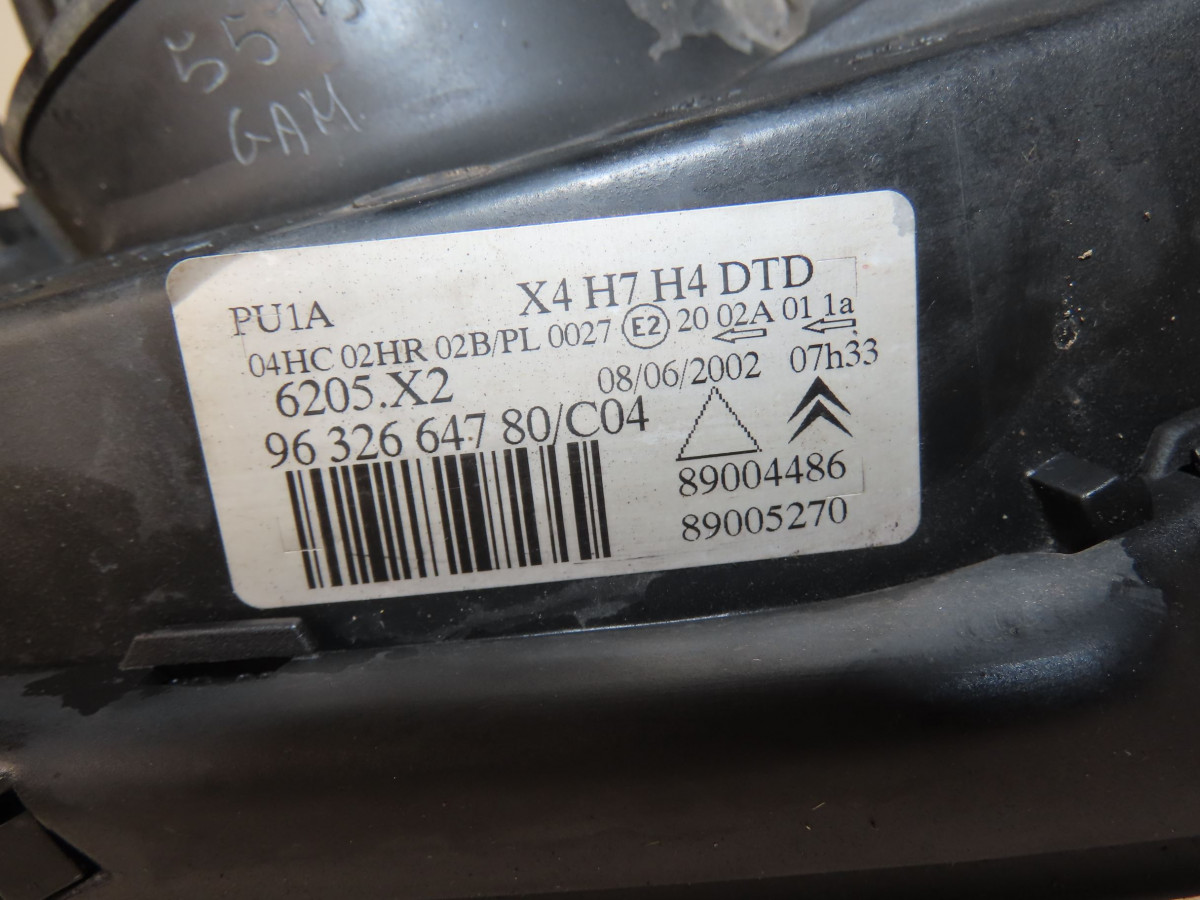 GAM
PU1A X4 H7 H4 DTD
04HC 02HR 02B/PL 0027 E2 20 02A 01 1a
6205.X2 08/06/2002 07h33
96 326 647 80/C04
89004486
89005270